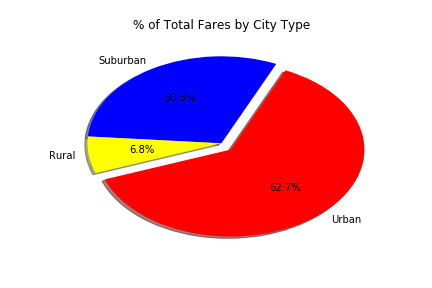 % of Total Fares by City Type
Suburban
30.5%
Rural
6.8%
62.7%
Urban